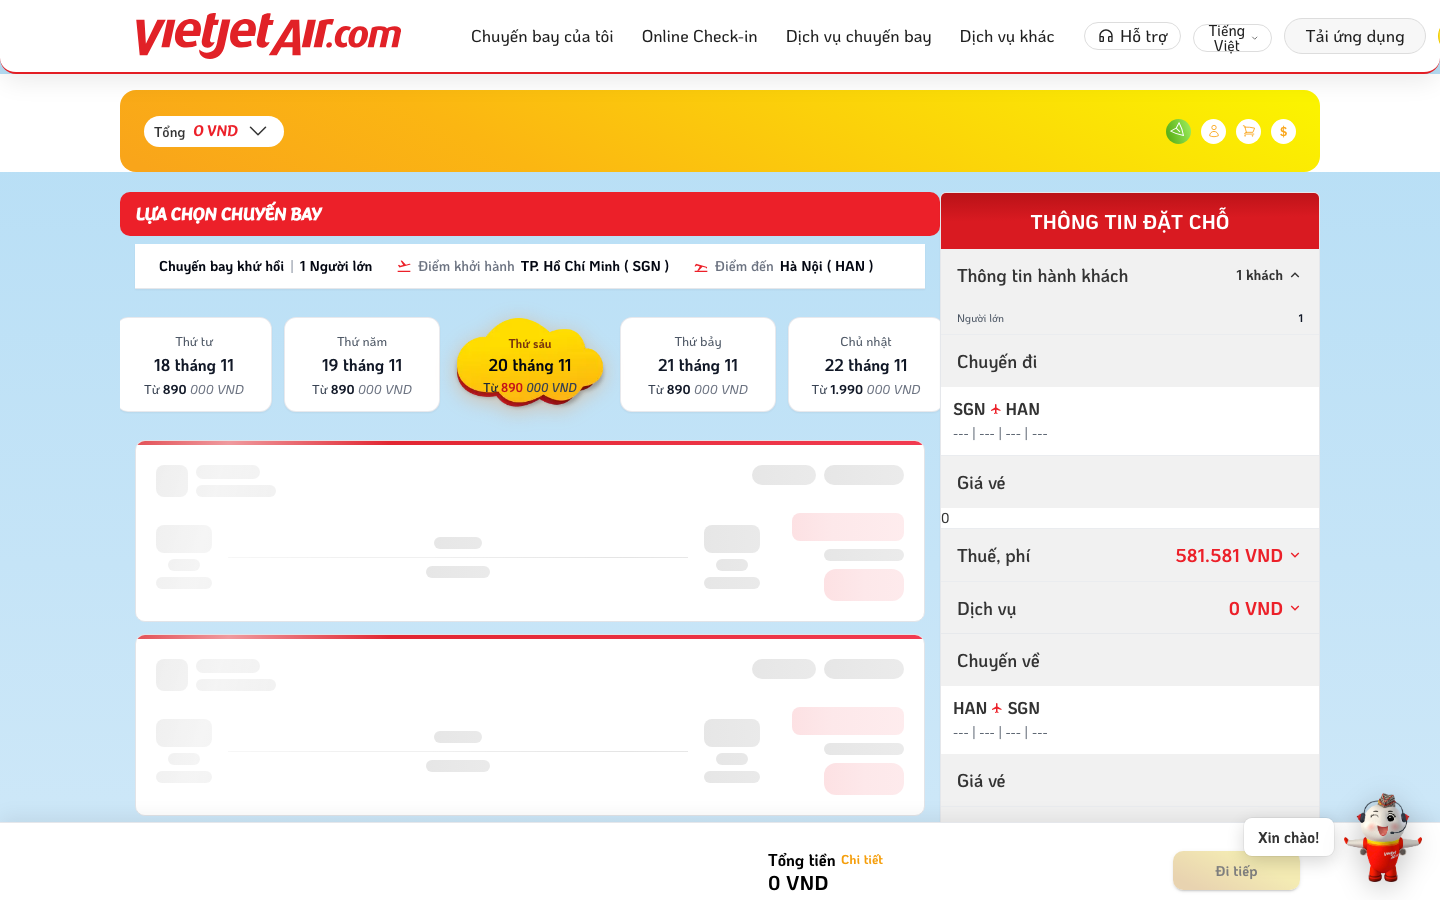 vietjetAir.com
Chuyến bay của tôi
Online Check-in
Dịch vụ chuyến bay
Dịch vụ khác
Hỗ trợ
Tiếng Việt
Tải ứng dụng
Tổng 0 VND
$
LỰA CHỌN CHUYẾN BAY
Chuyến bay khứ hồi | 1 Người lớn
Điểm khởi hành TP. Hồ Chí Minh ( SGN )
Điểm đến Hà Nội ( HAN )
Thứ tư
18 tháng 11
Từ 890 000 VND
Thứ năm
19 tháng 11
Từ 890 000 VND
Thứ sáu
20 tháng 11
Từ 890 000 VND
Thứ bảy
21 tháng 11
Từ 890 000 VND
Chủ nhật
22 tháng 11
Từ 1.990 000 VND
THÔNG TIN ĐẶT CHỖ
Thông tin hành khách 1 khách
Người lớn 1
Chuyến đi
SGN HAN
--- | --- | --- | ---
Giá vé
0
Thuế, phí 581.581 VND
Dịch vụ 0 VND
Chuyến về
HAN SGN
--- | --- | --- | ---
Giá vé
Xin chào!
Tổng tiền Chi tiết
0 VND
Đi tiếp